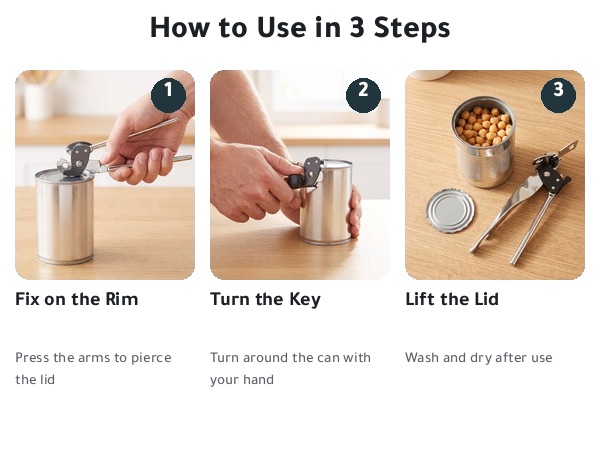 How to Use in 3 Steps
1
2
3
Fix on the Rim
Turn the Key
Lift the Lid
Press the arms to pierce
the lid
Turn around the can with
your hand
Wash and dry after use